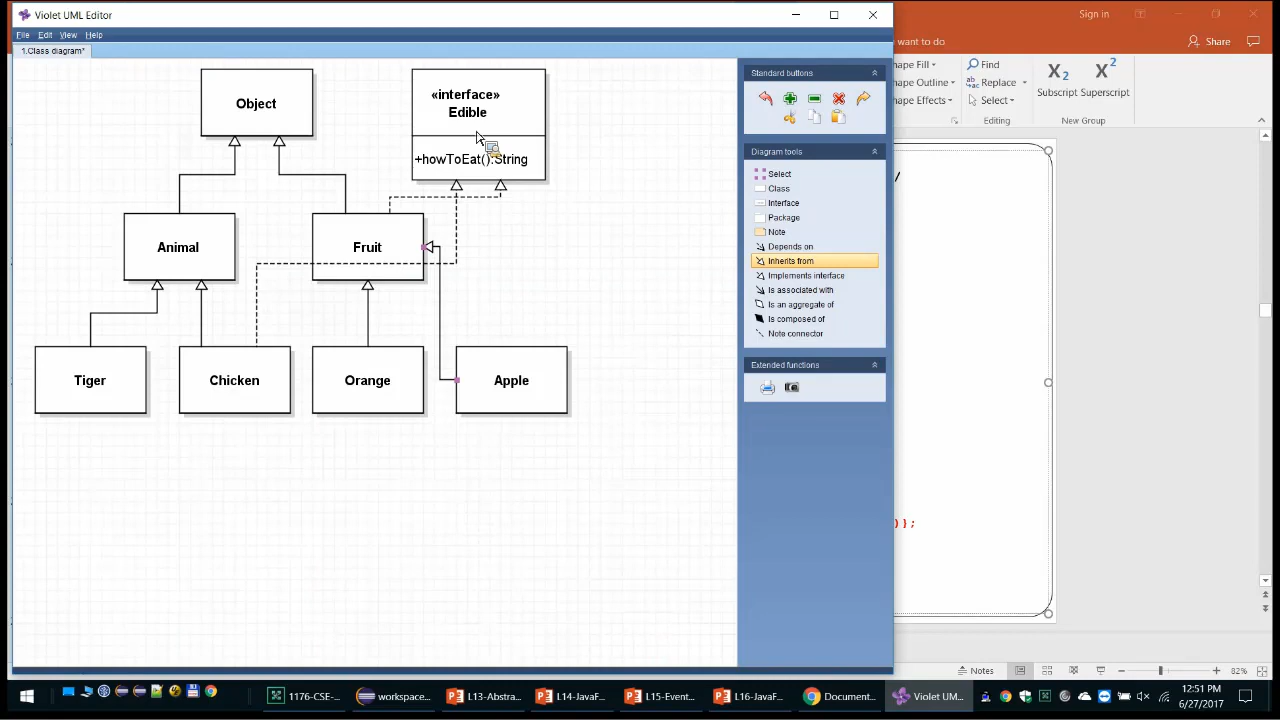 Violet UML Editor
File Edit View Help
1.Class diagram*
Object
«interface»
Edible
+howToEat():String
Animal
Fruit
Tiger
Chicken
Orange
Apple
Standard buttons
Diagram tools
Select
Class
Interface
Package
Note
Depends on
Inherits from
Implements interface
Is associated with
Is an aggregate of
Is composed of
Note connector
Extended functions
Sign in
want to do
Share
hape Fill
hape Outline
hape Effects
Find
Replace
Select
Editing
X₂ X²
Subscript Superscript
/
)};
Notes
82%
1176-CSE-...
workspace...
L13-Abstra...
L14-JavaF...
L15-Event...
L16-JavaF...
Document...
Violet UM...
12:51 PM
6/27/2017